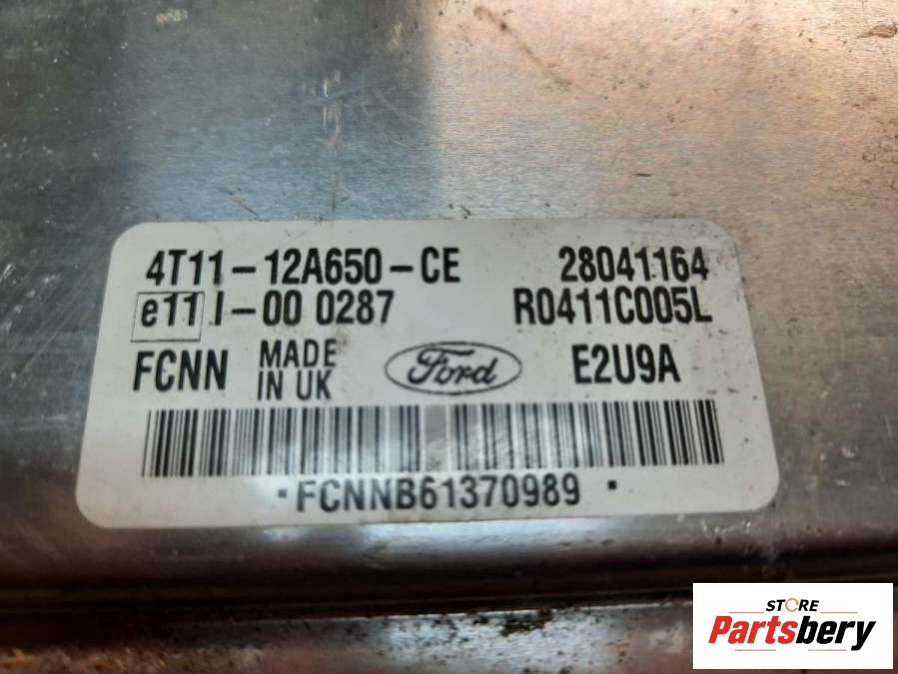 4T11-12A650-CE 28041164
e11 I-00 0287 R0411C005L
FCNN MADE IN UK Ford E2U9A
·FCNNB61370989 ·
STORE
Partsbery